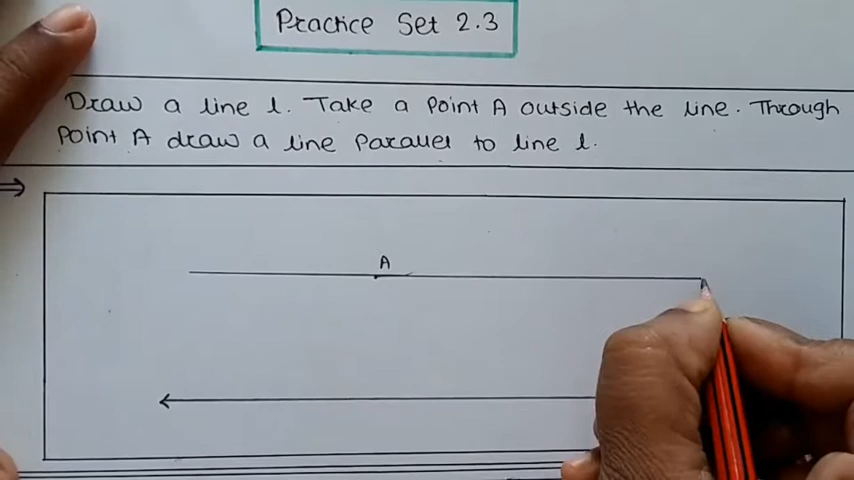 Practice Set 2.3
Draw a line l. Take a point A outside the line. Through
point A draw a line parallel to line l.
A